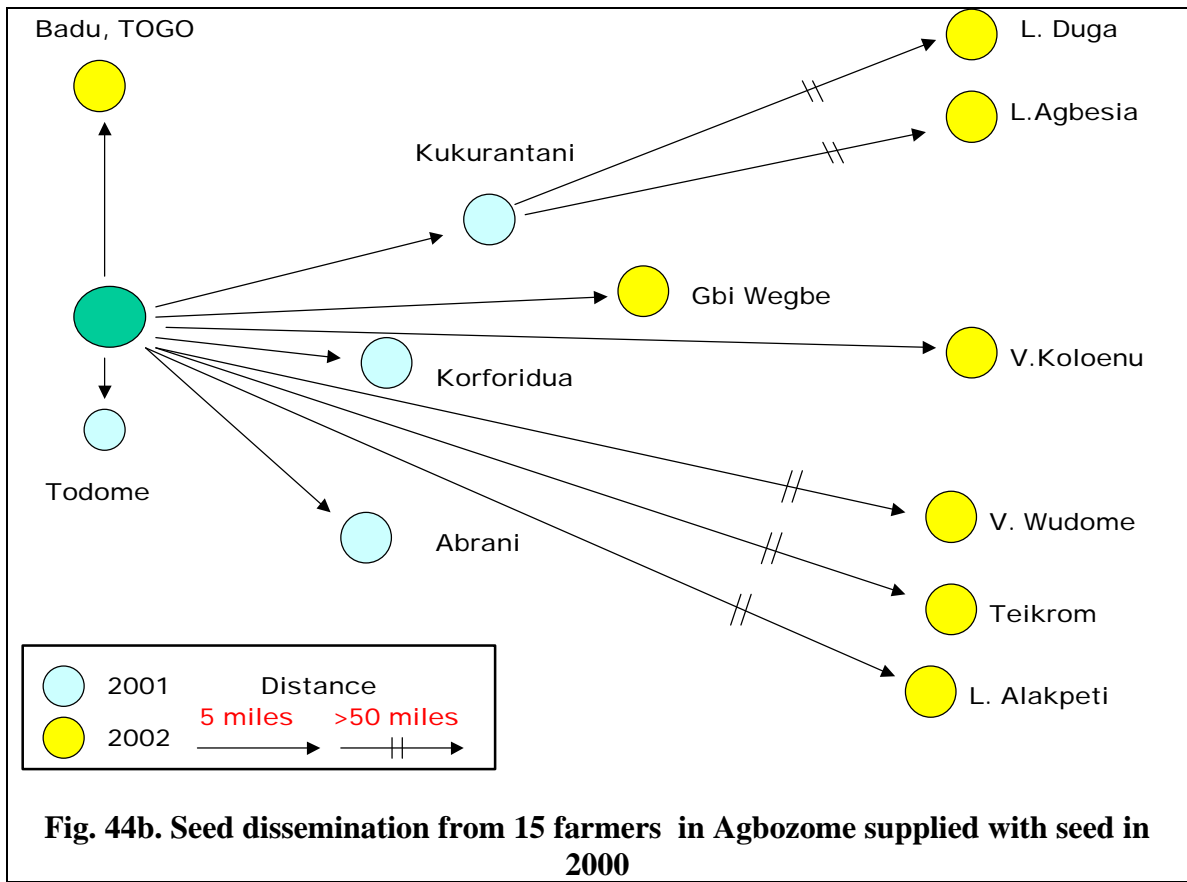 Badu, TOGO
L. Duga
L.Agbesia
Kukurantani
Gbi Wegbe
V.Koloenu
Korforidua
Todome
V. Wudome
Abrani
Teikrom
L. Alakpeti
2001 Distance
5 miles >50 miles
2002
Fig. 44b. Seed dissemination from 15 farmers in Agbozome supplied with seed in
2000